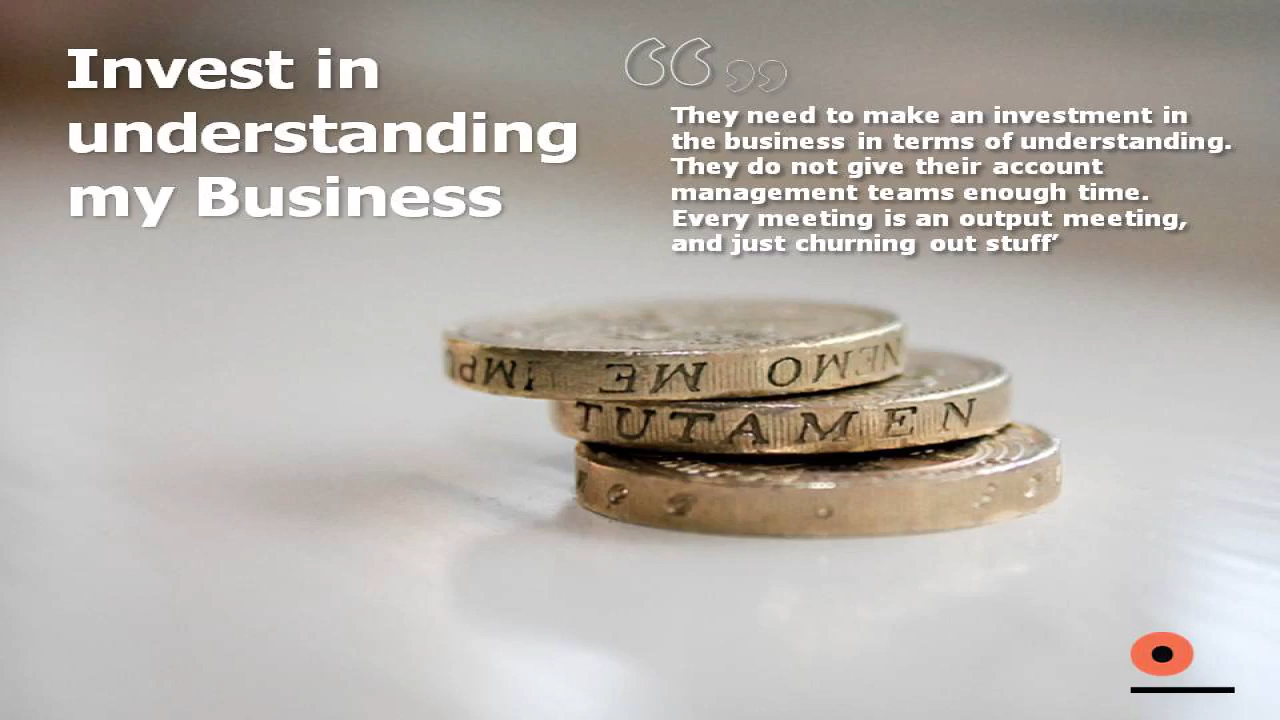 Invest in
understanding
my Business
“ ”
They need to make an investment in
the business in terms of understanding.
They do not give their account
management teams enough time.
Every meeting is an output meeting,
and just churning out stuff’
ME NEMO
TUTAMEN